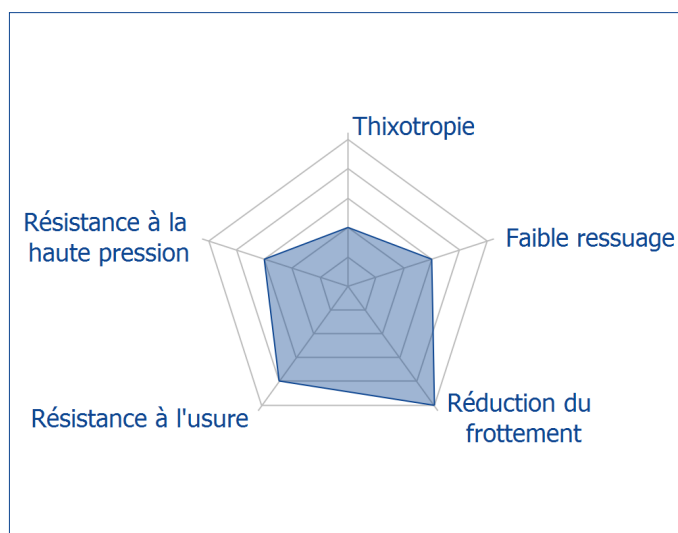 Thixotropie
Résistance à la
haute pression
Faible ressuage
Résistance à l'usure
Réduction du
frottement